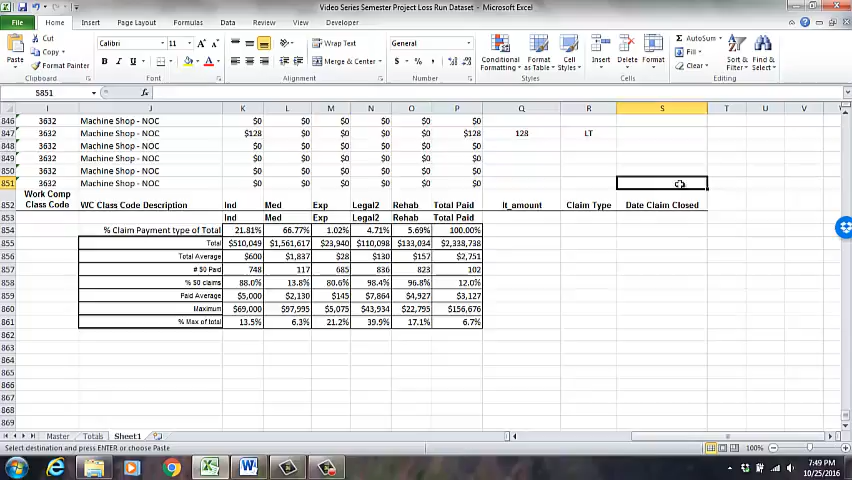 Video Series Semester Project Loss Run Dataset - Microsoft Excel
File Home Insert Page Layout Formulas Data Review View Developer
Paste Cut Copy Format Painter Clipboard
Calibri 11 A A B I U Font
Wrap Text Merge & Center Alignment
General $ % , Number
Conditional Formatting Format as Table Cell Styles Styles
Insert Delete Format Cells
AutoSum Fill Clear Sort & Filter Find & Select Editing
S851 fx
I J K L M N O P Q R S T U V
846 3632 Machine Shop - NOC $0 $0 $0 $0 $0 $0
847 3632 Machine Shop - NOC $128 $0 $0 $0 $0 $128 128 LT
848 3632 Machine Shop - NOC $0 $0 $0 $0 $0 $0
849 3632 Machine Shop - NOC $0 $0 $0 $0 $0 $0
850 3632 Machine Shop - NOC $0 $0 $0 $0 $0 $0
851 3632 Machine Shop - NOC $0 $0 $0 $0 $0 $0
852 Work Comp Class Code WC Class Code Description Ind Med Exp Legal2 Rehab Total Paid lt_amount Claim Type Date Claim Closed
853 Ind Med Exp Legal2 Rehab Total Paid
854 % Claim Payment type of Total 21.81% 66.77% 1.02% 4.71% 5.69% 100.00%
855 Total $510,049 $1,561,617 $23,940 $110,098 $133,034 $2,338,738
856 Total Average $600 $1,837 $28 $130 $157 $2,751
857 # $0 Paid 748 117 685 836 823 102
858 % $0 claims 88.0% 13.8% 80.6% 98.4% 96.8% 12.0%
859 Paid Average $5,000 $2,130 $145 $7,864 $4,927 $3,127
860 Maximum $69,000 $97,995 $5,075 $43,934 $22,795 $156,676
861 % Max of total 13.5% 6.3% 21.2% 39.9% 17.1% 6.7%
862
863
864
865
866
867
868
869
Master Totals Sheet1
Select destination and press ENTER or choose Paste 100%
7:49 PM
10/25/2016